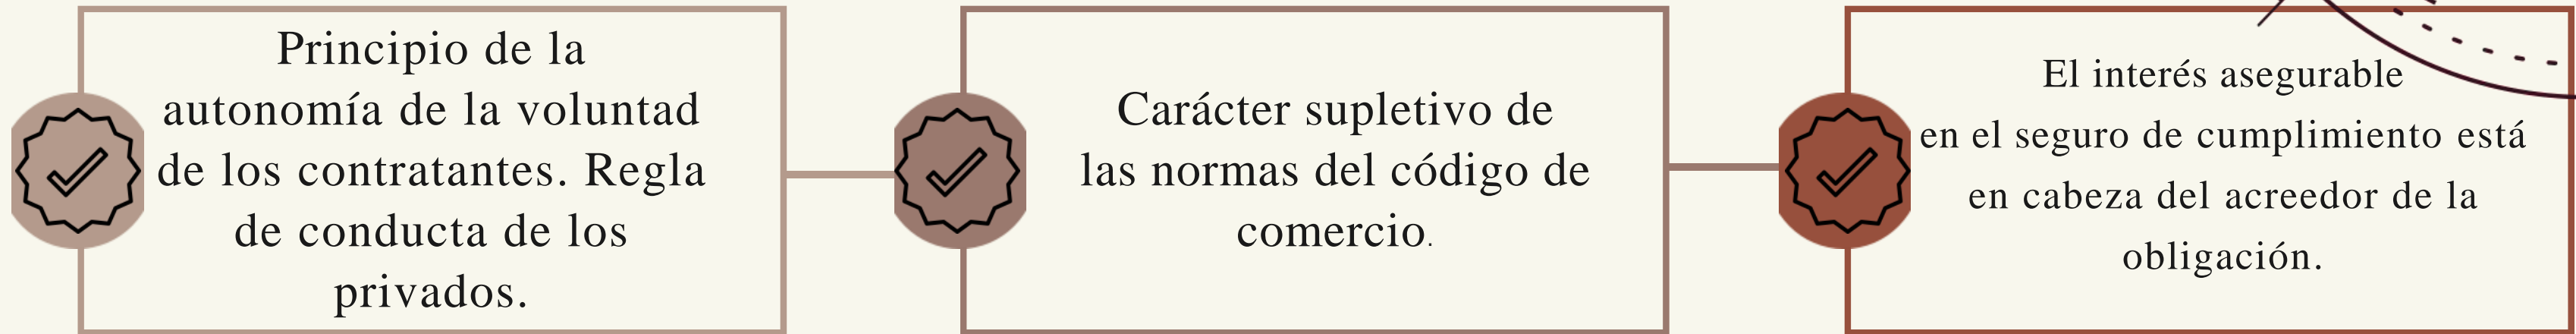 Principio de la
autonomía de la voluntad
de los contratantes. Regla
de conducta de los
privados.
Carácter supletivo de
las normas del código de
comercio.
El interés asegurable
en el seguro de cumplimiento está
en cabeza del acreedor de la
obligación.